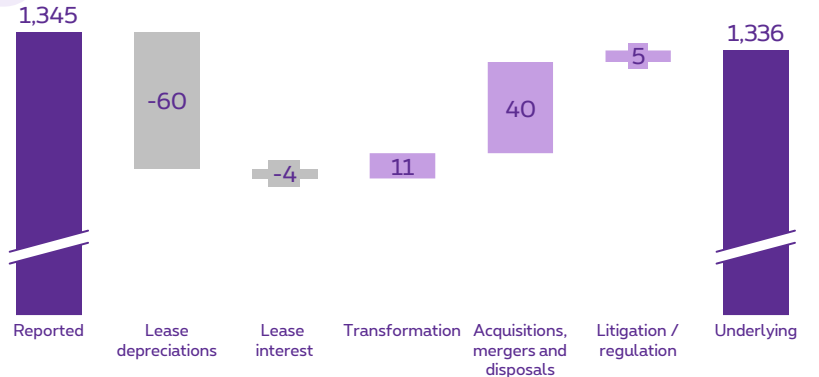 1,345
-60
-4
11
40
5
1,336
Reported
Lease
depreciations
Lease
interest
Transformation
Acquisitions,
mergers and
disposals
Litigation /
regulation
Underlying